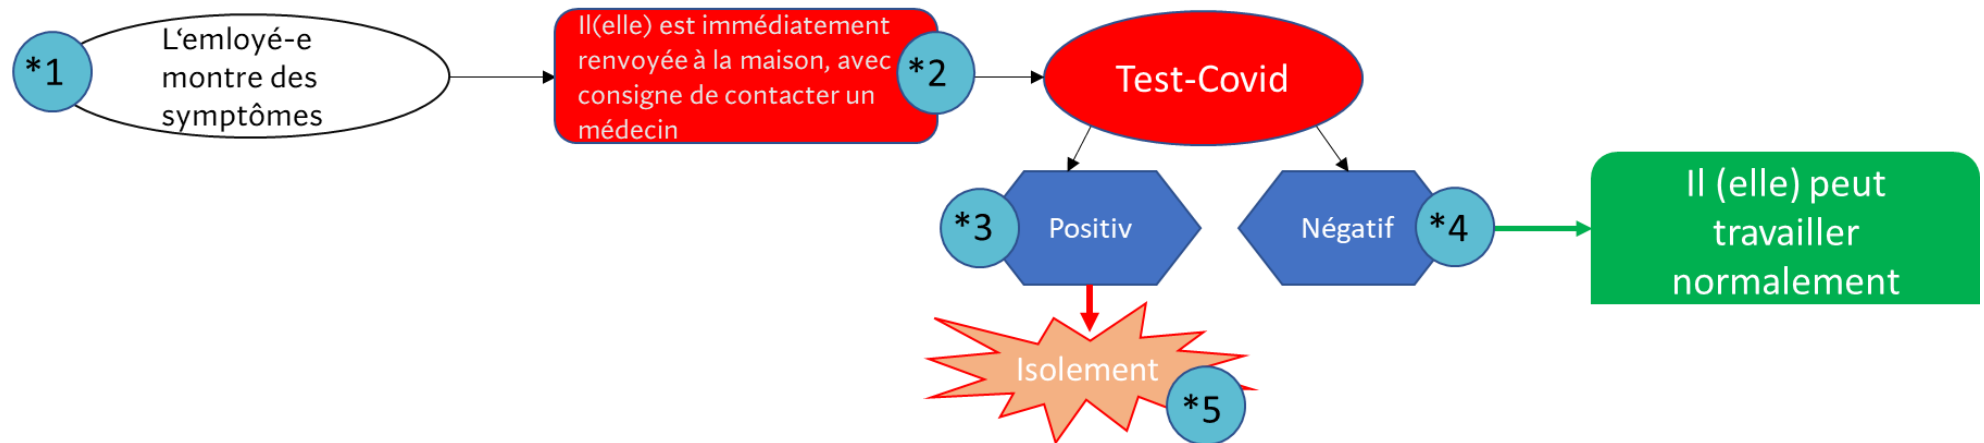 *1
L‘emloyé-e
montre des
symptômes
Il(elle) est immédiatement
renvoyée à la maison, avec
consigne de contacter un
médecin
*2
Test-Covid
*3
Positiv
Négatif
*4
Il (elle) peut
travailler
normalement
Isolement
*5